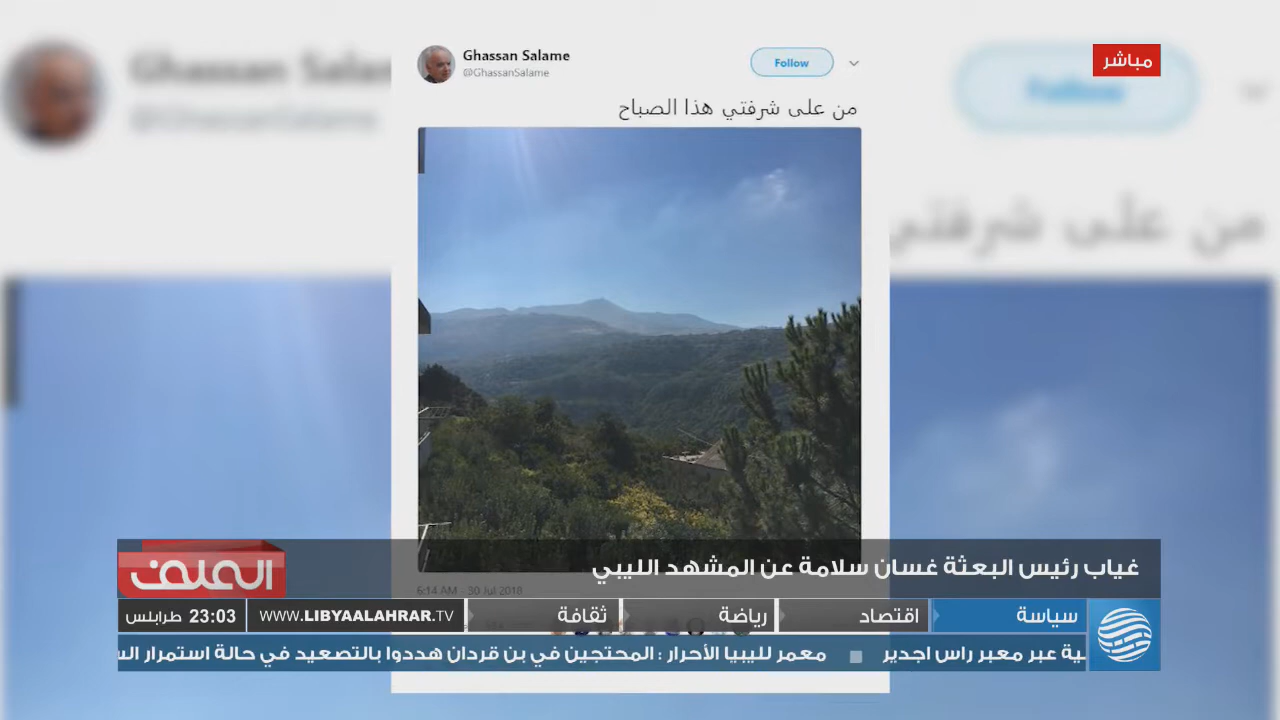 Ghassan Salame
@GhassanSalame
Follow
مباشر
من على شرفتي هذا الصباح
6:14 AM 30 Jul 2018
غياب رئيس البعثة غسان سلامة عن المشهد الليبي
الملف
سياسة
اقتصاد
رياضة
ثقافة
WWW.LIBYAALAHRAR.TV
23:03 طرابلس
عبر معبر راس اجدير
معمر لليبيا الأحرار : المحتجين في بن قردان هددوا بالتصعيد في حالة استمرار